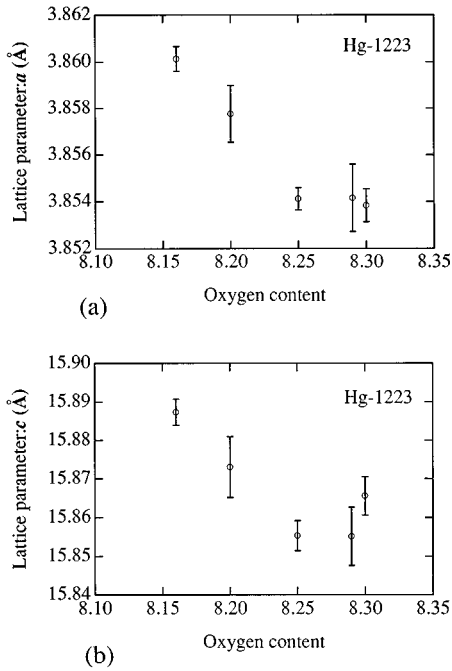 3.862
3.860
3.858
3.856
3.854
3.852
Lattice parameter:a (Å)
Hg-1223
8.10 8.15 8.20 8.25 8.30 8.35
Oxygen content
(a)
15.90
15.89
15.88
15.87
15.86
15.85
15.84
Lattice parameter:c (Å)
Hg-1223
8.10 8.15 8.20 8.25 8.30 8.35
Oxygen content
(b)